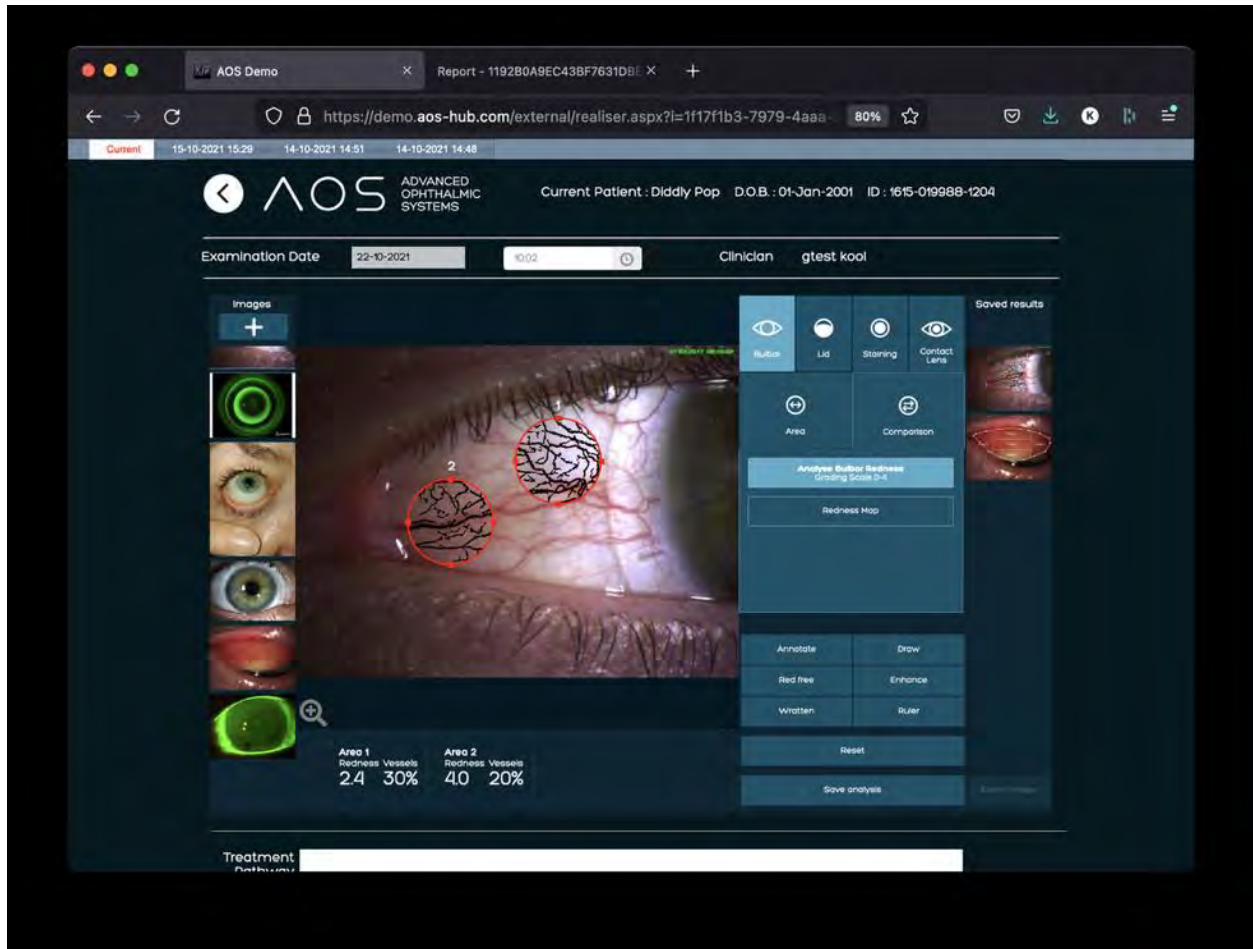 AOS Demo
Report - 1192B0A9EC43BF7631DBE
https://demo.aos-hub.com/external/realiser.aspx?i=1f17f1b3-7979-4aaa-
80%
Current 15-10-2021 15:29 14-10-2021 14:51 14-10-2021 14:48
AOS
ADVANCED
OPHTHALMIC
SYSTEMS
Current Patient : Diddly Pop D.O.B. : 01-Jan-2001 ID : 1615-019988-1204
Examination Date 22-10-2021 10:02 Clinician gtest kool
Images
Saved results
Bulbar Lid Staining Contact Lens
Area Comparison
Analyse Bulbar Redness
Grading Scale 0-4
Redness Map
1
2
Annotate Draw
Red free Enhance
Wratten Ruler
Reset
Save analysis
Area 1
Redness Vessels
2.4 30%
Area 2
Redness Vessels
4.0 20%
Treatment
Pathway